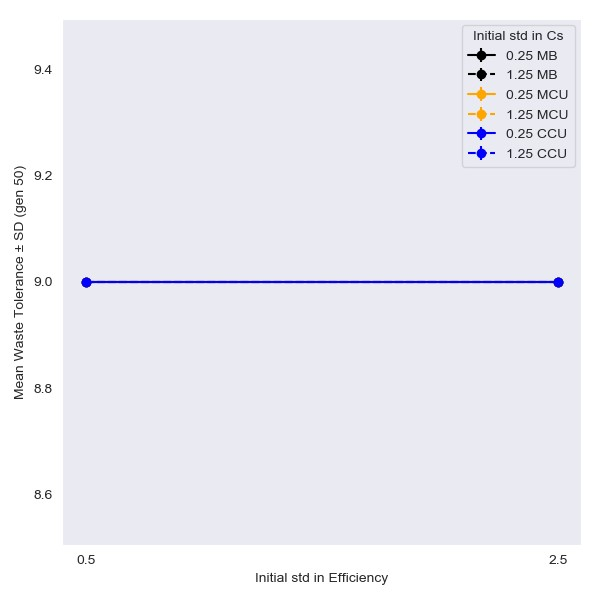 Initial std in Cs
0.25 MB
1.25 MB
0.25 MCU
1.25 MCU
0.25 CCU
1.25 CCU
9.4
9.2
9.0
8.8
8.6
Mean Waste Tolerance ± SD (gen 50)
0.5
2.5
Initial std in Efficiency